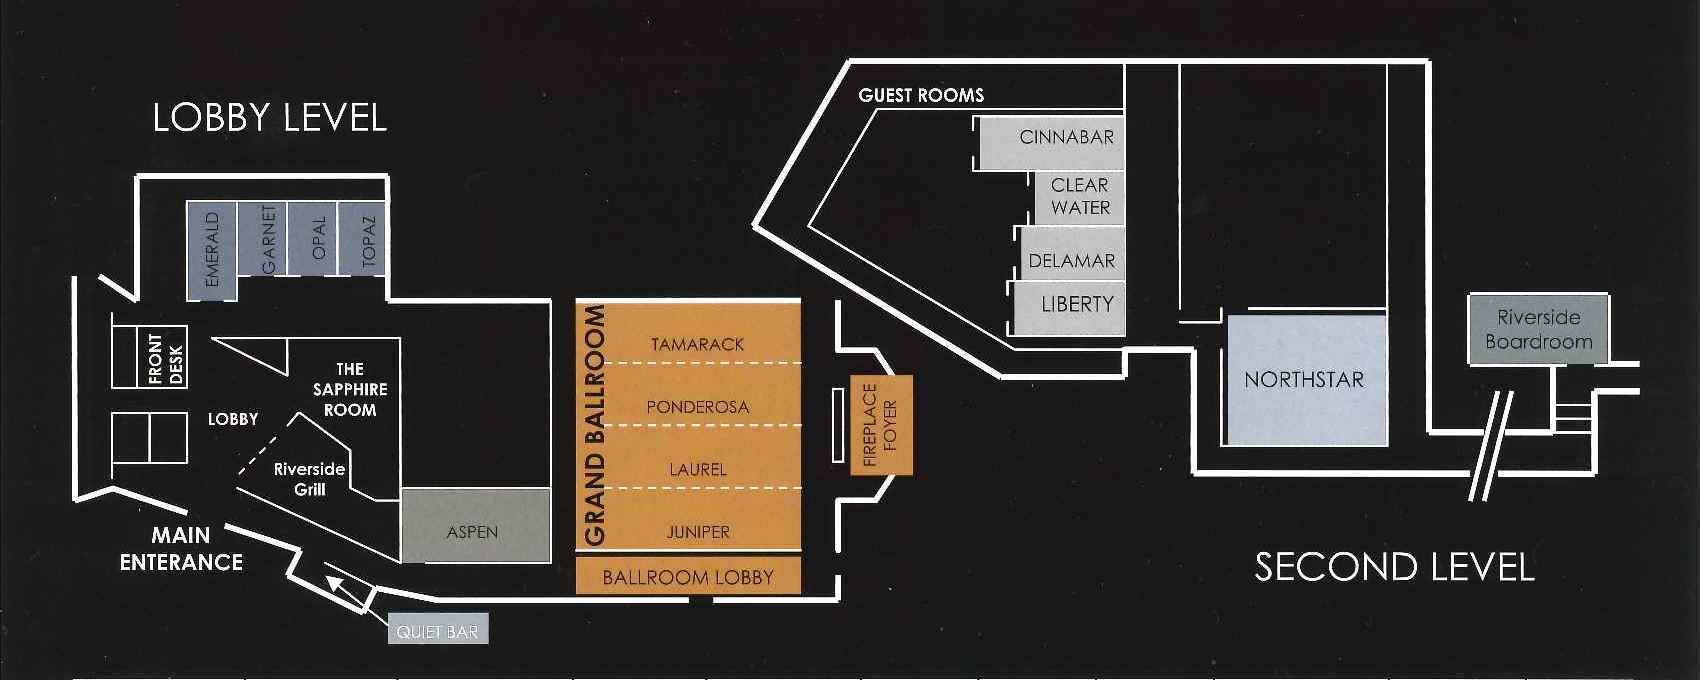 LOBBY LEVEL
EMERALD
GARNET
OPAL
TOPAZ
FRONT
DESK
THE
SAPPHIRE
ROOM
LOBBY
Riverside
Grill
MAIN
ENTERANCE
ASPEN
QUIET BAR
GRAND BALLROOM
TAMARACK
PONDEROSA
LAUREL
JUNIPER
BALLROOM LOBBY
FIREPLACE
FOYER
GUEST ROOMS
CINNABAR
CLEAR
WATER
DELAMAR
LIBERTY
NORTHSTAR
Riverside
Boardroom
SECOND LEVEL